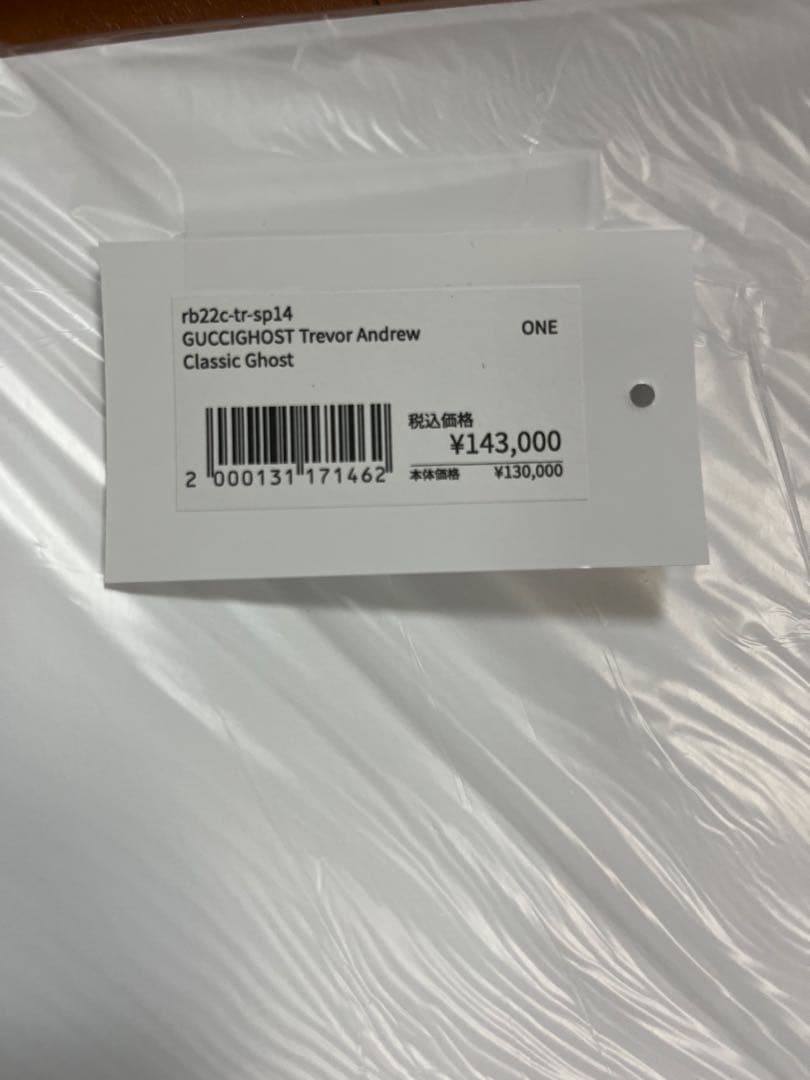 rb22c-tr-sp14
GUCCIGHOST Trevor Andrew
Classic Ghost
ONE
税込価格
¥143,000
本体価格 ¥130,000
2 000131 171462